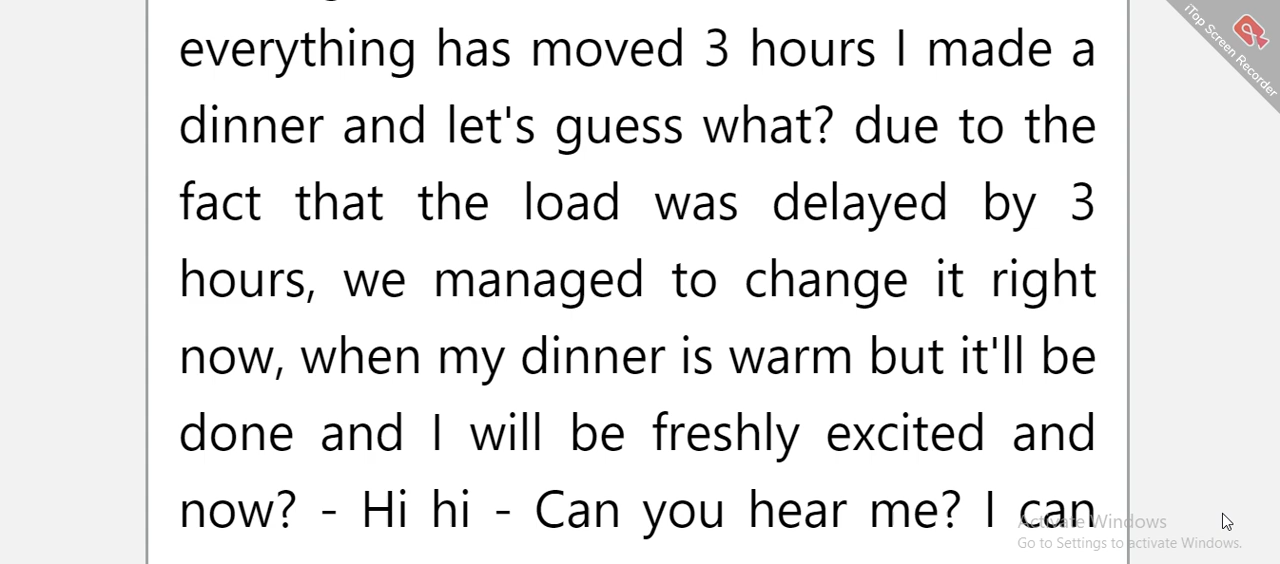 everything has moved 3 hours I made a
dinner and let's guess what? due to the
fact that the load was delayed by 3
hours, we managed to change it right
now, when my dinner is warm but it'll be
done and I will be freshly excited and
now? - Hi hi - Can you hear me? I can
iTop Screen Recorder
Activate Windows
Go to Settings to activate Windows.